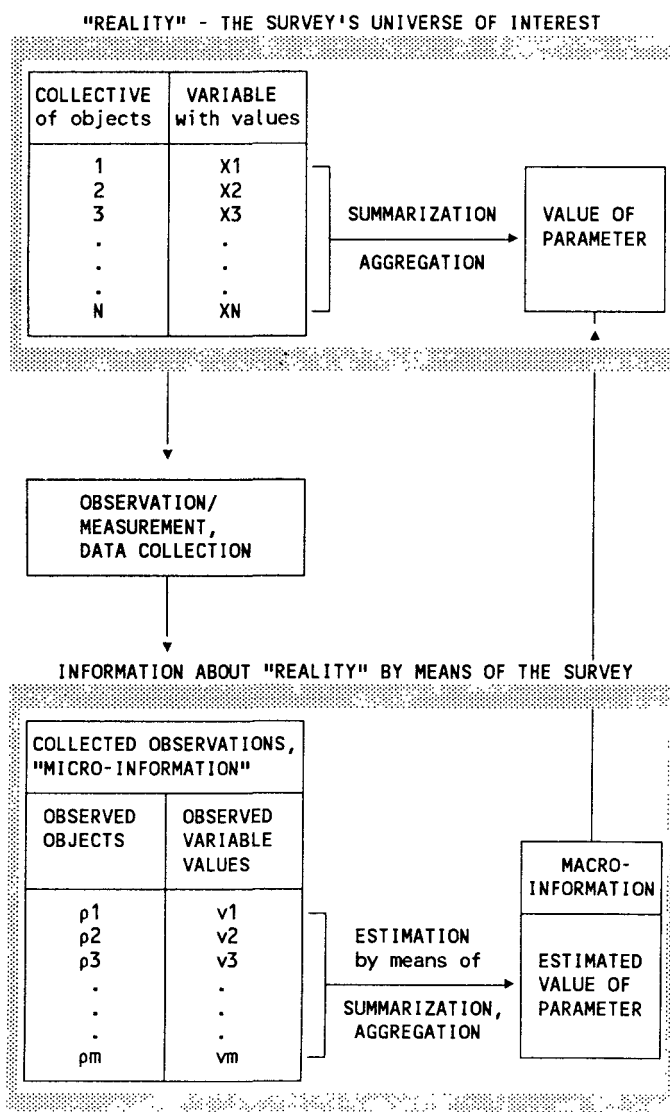 "REALITY" - THE SURVEY'S UNIVERSE OF INTEREST
COLLECTIVE of objects
VARIABLE with values
1 X1
2 X2
3 X3
. .
. .
. .
N XN
SUMMARIZATION
AGGREGATION
VALUE OF
PARAMETER
OBSERVATION/
MEASUREMENT,
DATA COLLECTION
INFORMATION ABOUT "REALITY" BY MEANS OF THE SURVEY
COLLECTED OBSERVATIONS,
"MICRO-INFORMATION"
OBSERVED
OBJECTS
OBSERVED
VARIABLE
VALUES
ρ1 v1
ρ2 v2
ρ3 v3
. .
. .
. .
ρm vm
ESTIMATION
by means of
SUMMARIZATION,
AGGREGATION
MACRO-
INFORMATION
ESTIMATED
VALUE OF
PARAMETER